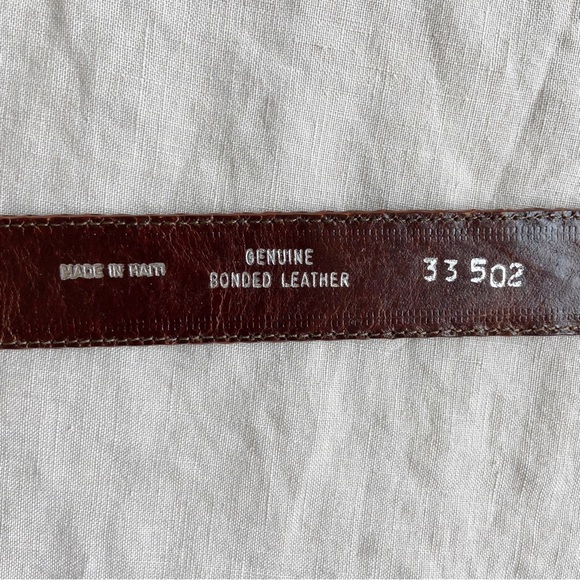 MADE IN HAITI
GENUINE
BONDED LEATHER
33 502